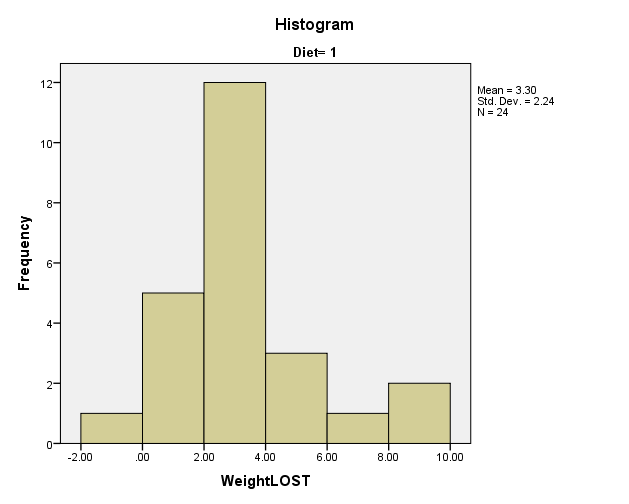 Histogram
Diet= 1
Mean = 3.30
Std. Dev. = 2.24
N = 24
12
10
8
6
4
2
0
Frequency
-2.00 .00 2.00 4.00 6.00 8.00 10.00
WeightLOST